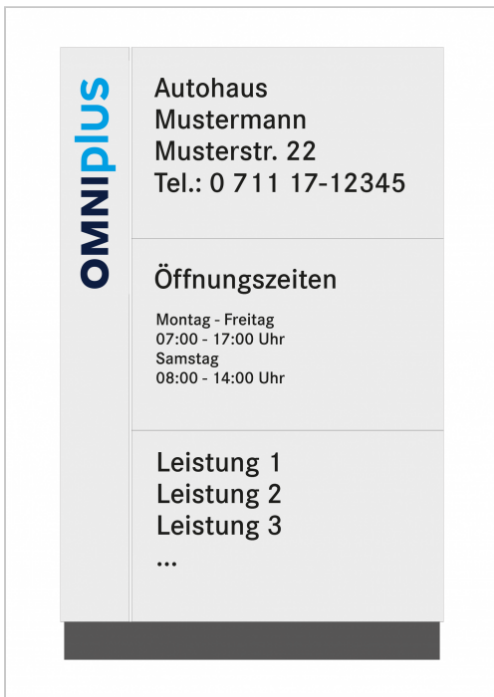 OMNIplus
Autohaus
Mustermann
Musterstr. 22
Tel.: 0 711 17-12345
Öffnungszeiten
Montag - Freitag
07:00 - 17:00 Uhr
Samstag
08:00 - 14:00 Uhr
Leistung 1
Leistung 2
Leistung 3
...